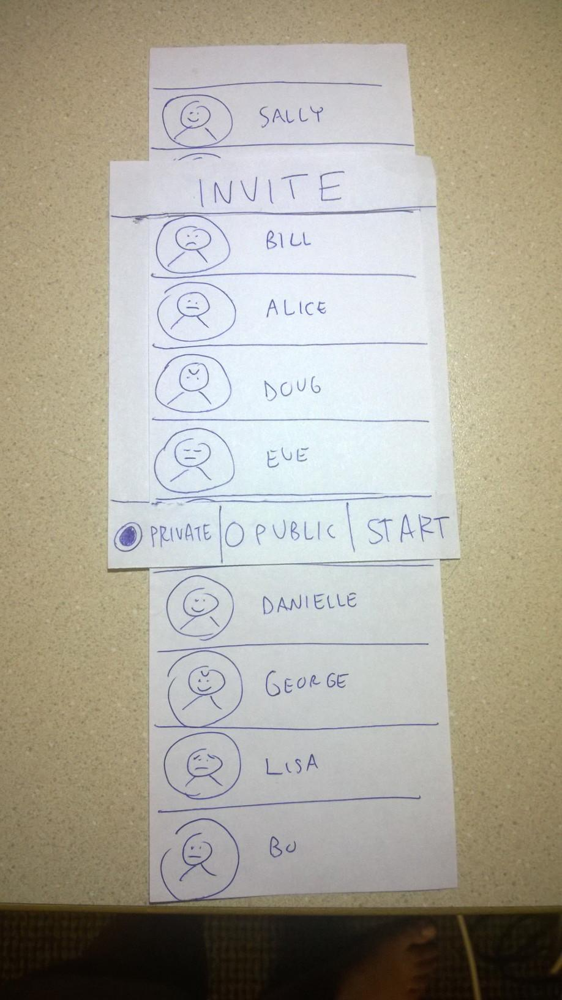 SALLY
INVITE
BILL
ALICE
DOUG
EVE
PRIVATE PUBLIC START
DANIELLE
GEORGE
LISA
BO